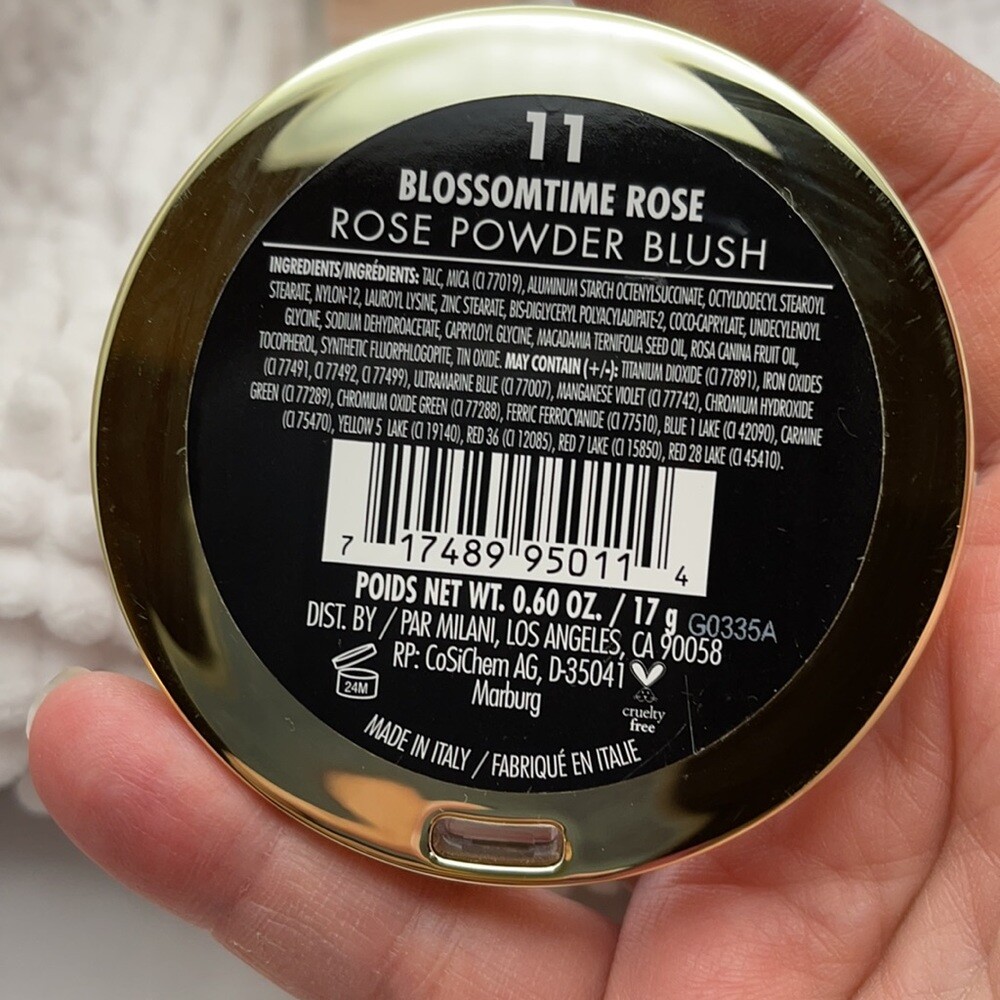 11
BLOSSOMTIME ROSE
ROSE POWDER BLUSH
INGREDIENTS/INGRÉDIENTS: TALC, MICA (CI 77019), ALUMINUM STARCH OCTENYLSUCCINATE, OCTYLDODECYL STEAROYL
STEARATE, NYLON-12, LAUROYL LYSINE, ZINC STEARATE, BIS-DIGLYCERYL POLYACYLADIPATE-2, COCO-CAPRYLATE, UNDECYLENOYL
GLYCINE, SODIUM DEHYDROACETATE, CAPRYLOYL GLYCINE, MACADAMIA TERNIFOLIA SEED OIL, ROSA CANINA FRUIT OIL,
TOCOPHEROL, SYNTHETIC FLUORPHLOGOPITE, TIN OXIDE. MAY CONTAIN (+/-): TITANIUM DIOXIDE (CI 77891), IRON OXIDES
(CI 77491, CI 77492, CI 77499), ULTRAMARINE BLUE (CI 77007), MANGANESE VIOLET (CI 77742), CHROMIUM HYDROXIDE
GREEN (CI 77289), CHROMIUM OXIDE GREEN (CI 77288), FERRIC FERROCYANIDE (CI 77510), BLUE 1 LAKE (CI 42090), CARMINE
(CI 75470), YELLOW 5 LAKE (CI 19140), RED 36 (CI 12085), RED 7 LAKE (CI 15850), RED 28 LAKE (CI 45410).
7 17489 95011 4
POIDS NET WT. 0.60 OZ. / 17 g
G0335A
DIST. BY / PAR MILANI, LOS ANGELES, CA 90058
RP: CoSiChem AG, D-35041
Marburg
24M
cruelty
free
MADE IN ITALY / FABRIQUÉ EN ITALIE